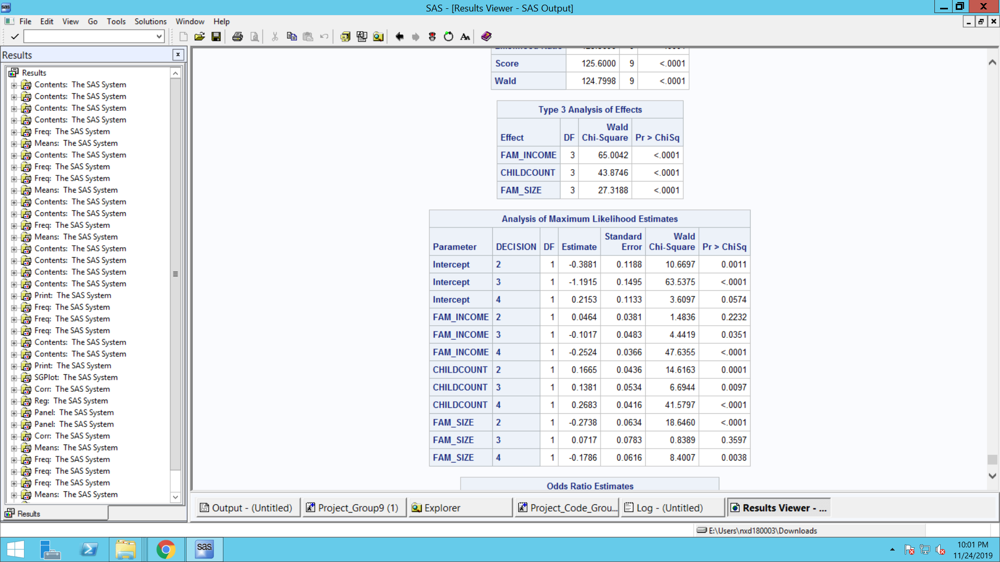 SAS - [Results Viewer - SAS Output]
File Edit View Go Tools Solutions Window Help
Results
Results
Contents: The SAS System
Contents: The SAS System
Contents: The SAS System
Contents: The SAS System
Freq: The SAS System
Means: The SAS System
Contents: The SAS System
Freq: The SAS System
Freq: The SAS System
Means: The SAS System
Contents: The SAS System
Contents: The SAS System
Freq: The SAS System
Means: The SAS System
Contents: The SAS System
Contents: The SAS System
Contents: The SAS System
Contents: The SAS System
Print: The SAS System
Freq: The SAS System
Freq: The SAS System
Freq: The SAS System
Contents: The SAS System
Contents: The SAS System
Print: The SAS System
SGPlot: The SAS System
Corr: The SAS System
Reg: The SAS System
Panel: The SAS System
Panel: The SAS System
Corr: The SAS System
Means: The SAS System
Freq: The SAS System
Freq: The SAS System
Freq: The SAS System
Means: The SAS System
Results
Score 125.6000 9 <.0001
Wald 124.7998 9 <.0001
Type 3 Analysis of Effects
Effect DF Wald Chi-Square Pr > ChiSq
FAM_INCOME 3 65.0042 <.0001
CHILDCOUNT 3 43.8746 <.0001
FAM_SIZE 3 27.3188 <.0001
Analysis of Maximum Likelihood Estimates
Parameter DECISION DF Estimate Standard Error Wald Chi-Square Pr > ChiSq
Intercept 2 1 -0.3881 0.1188 10.6697 0.0011
Intercept 3 1 -1.1915 0.1495 63.5375 <.0001
Intercept 4 1 0.2153 0.1133 3.6097 0.0574
FAM_INCOME 2 1 0.0464 0.0381 1.4836 0.2232
FAM_INCOME 3 1 -0.1017 0.0483 4.4419 0.0351
FAM_INCOME 4 1 -0.2524 0.0366 47.6355 <.0001
CHILDCOUNT 2 1 0.1665 0.0436 14.6163 0.0001
CHILDCOUNT 3 1 0.1381 0.0534 6.6944 0.0097
CHILDCOUNT 4 1 0.2683 0.0416 41.5797 <.0001
FAM_SIZE 2 1 -0.2738 0.0634 18.6460 <.0001
FAM_SIZE 3 1 0.0717 0.0783 0.8389 0.3597
FAM_SIZE 4 1 -0.1786 0.0616 8.4007 0.0038
Odds Ratio Estimates
Output - (Untitled) Project_Group9 (1) Explorer Project_Code_Grou... Log - (Untitled) Results Viewer - ...
E:\Users\nxd180003\Downloads
sas
10:01 PM
11/24/2019